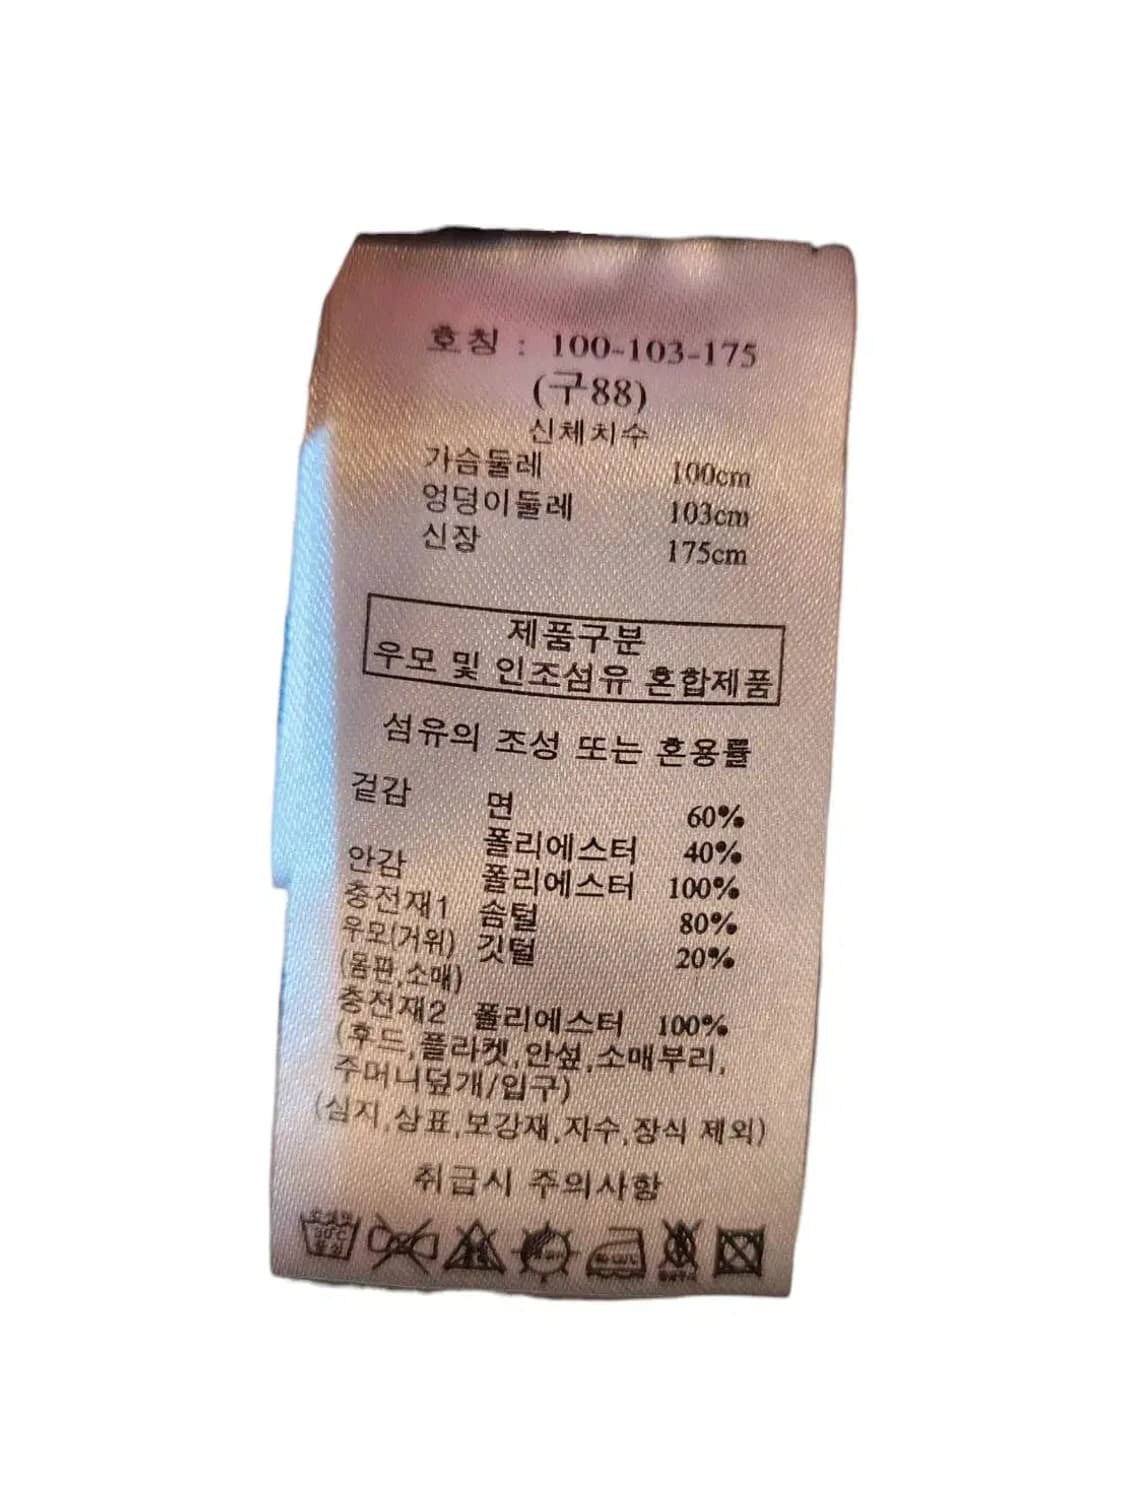 호칭 : 100-103-175
(구88)
신체치수
가슴둘레 100cm
엉덩이둘레 103cm
신장 175cm
제품구분
우모 및 인조섬유 혼합제품
섬유의 조성 또는 혼용률
겉감 면 60%
폴리에스터 40%
안감 폴리에스터 100%
충전재1 솜털 80%
우모(거위) 깃털 20%
(몸판,소매)
충전재2 폴리에스터 100%
(후드,플라켓,안섶,소매부리,
주머니덮개/입구)
(심지,상표,보강재,자수,장식 제외)
취급시 주의사항
30°C
중성